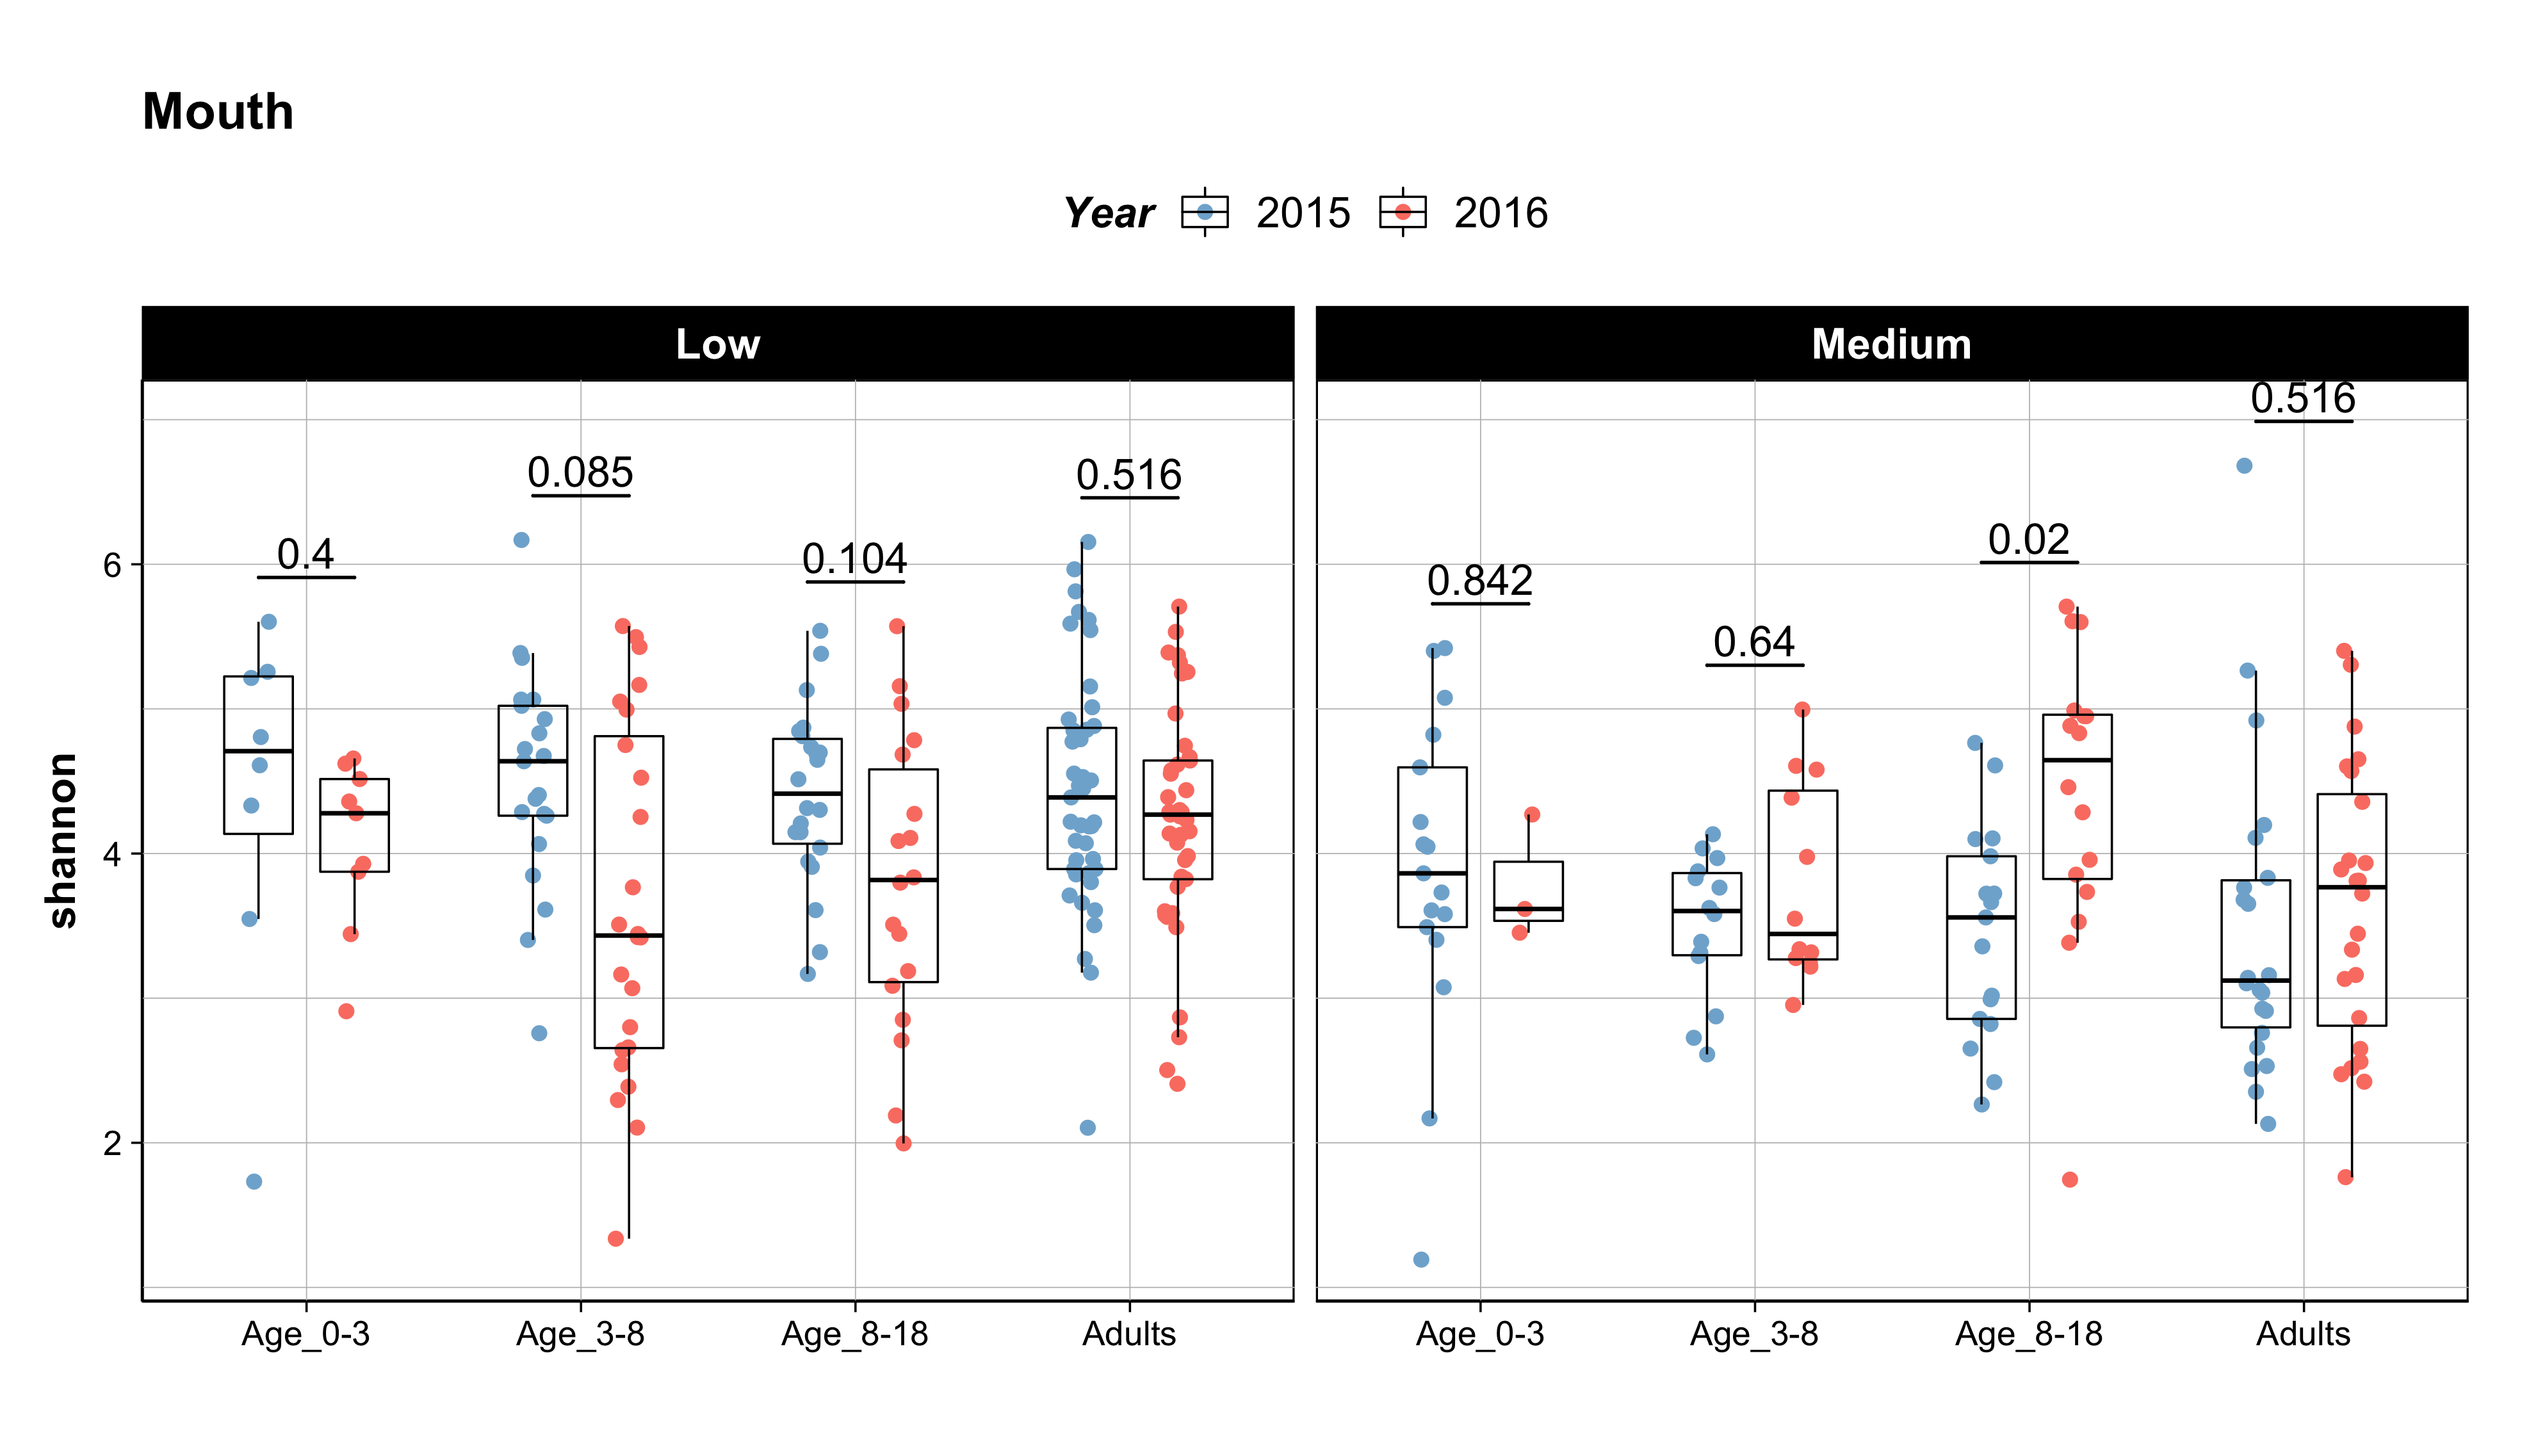 Mouth
Year 2015 2016
Low Medium
0.516
0.085 0.516
0.02
0.4 0.104
0.842
0.64
6
4
2
shannon
Age_0-3 Age_3-8 Age_8-18 Adults Age_0-3 Age_3-8 Age_8-18 Adults